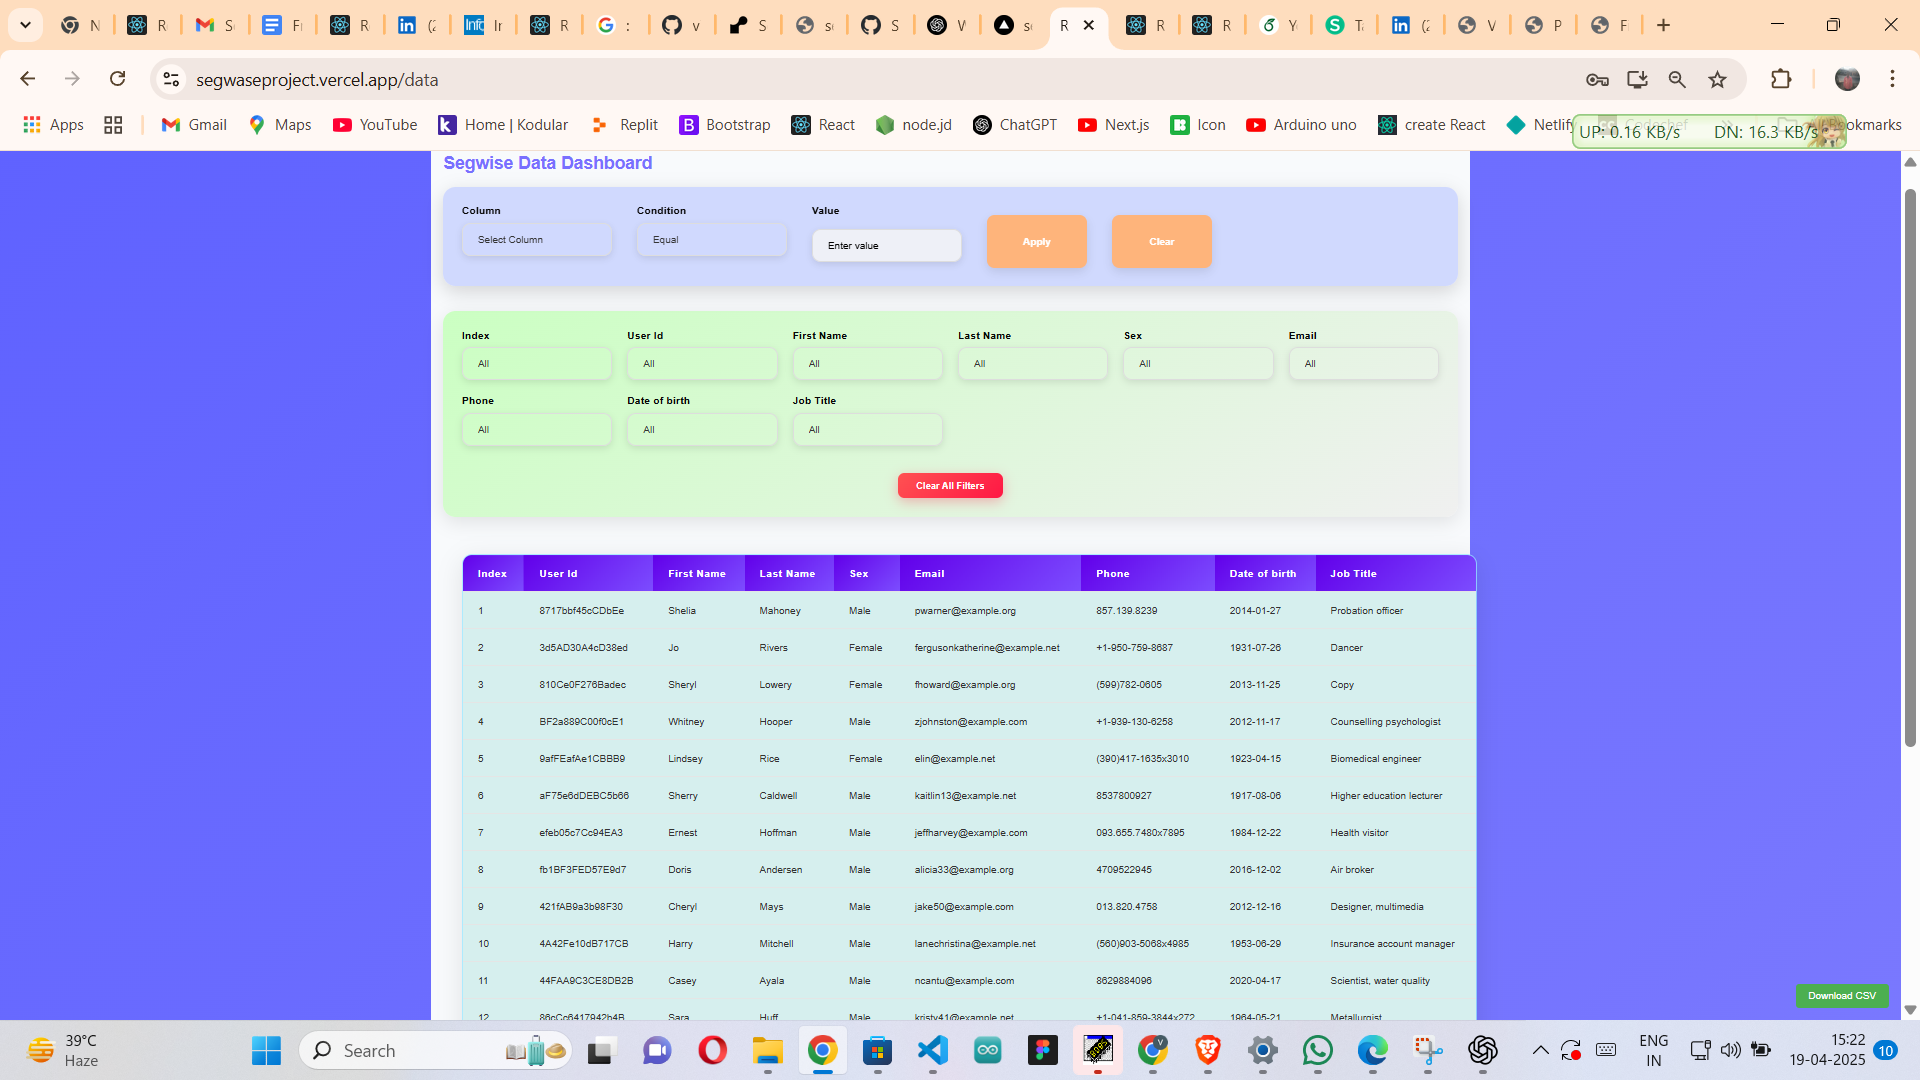 N
R
S
F
R
(2
Info
Ir
R
:
v
S
s
S
W
s
R
R
R
Y
S
T
(2
V
P
F
segwaseproject.vercel.app/data
Apps
Gmail
Maps
YouTube
Home | Kodular
Replit
Bootstrap
React
node.jd
ChatGPT
Next.js
Icon
Arduino uno
create React
Netlify
Codechef
Bookmarks
UP: 0.16 KB/s DN: 16.3 KB/s
Segwise Data Dashboard
Column Condition Value
Select Column Equal Enter value Apply Clear
Index User Id First Name Last Name Sex Email
All All All All All All
Phone Date of birth Job Title
All All All
Clear All Filters
Index User Id First Name Last Name Sex Email Phone Date of birth Job Title
1 8717bbf45cCDbEe Shelia Mahoney Male pwarner@example.org 857.139.8239 2014-01-27 Probation officer
2 3d5AD30A4cD38ed Jo Rivers Female fergusonkatherine@example.net +1-950-759-8687 1931-07-26 Dancer
3 810Ce0F276Badec Sheryl Lowery Female fhoward@example.org (599)782-0605 2013-11-25 Copy
4 BF2a889C00f0cE1 Whitney Hooper Male zjohnston@example.com +1-939-130-6258 2012-11-17 Counselling psychologist
5 9afFEafAe1CBBB9 Lindsey Rice Female elin@example.net (390)417-1635x3010 1923-04-15 Biomedical engineer
6 aF75e6dDEBC5b66 Sherry Caldwell Male kaitlin13@example.net 8537800927 1917-08-06 Higher education lecturer
7 efeb05c7Cc94EA3 Ernest Hoffman Male jeffharvey@example.com 093.655.7480x7895 1984-12-22 Health visitor
8 fb1BF3FED57E9d7 Doris Andersen Male alicia33@example.org 4709522945 2016-12-02 Air broker
9 421fAB9a3b98F30 Cheryl Mays Male jake50@example.com 013.820.4758 2012-12-16 Designer, multimedia
10 4A42Fe10dB717CB Harry Mitchell Male lanechristina@example.net (560)903-5068x4985 1953-06-29 Insurance account manager
11 44FAA9C3CE8DB2B Casey Ayala Male ncantu@example.com 8629884096 2020-04-17 Scientist, water quality
12 86cCc6417942b4B Sara Huff Male kristy41@example.net +1-041-859-3844x272 1964-05-21 Metallurgist
Download CSV
39°C
Haze
Search
ENG
IN
15:22
19-04-2025
10